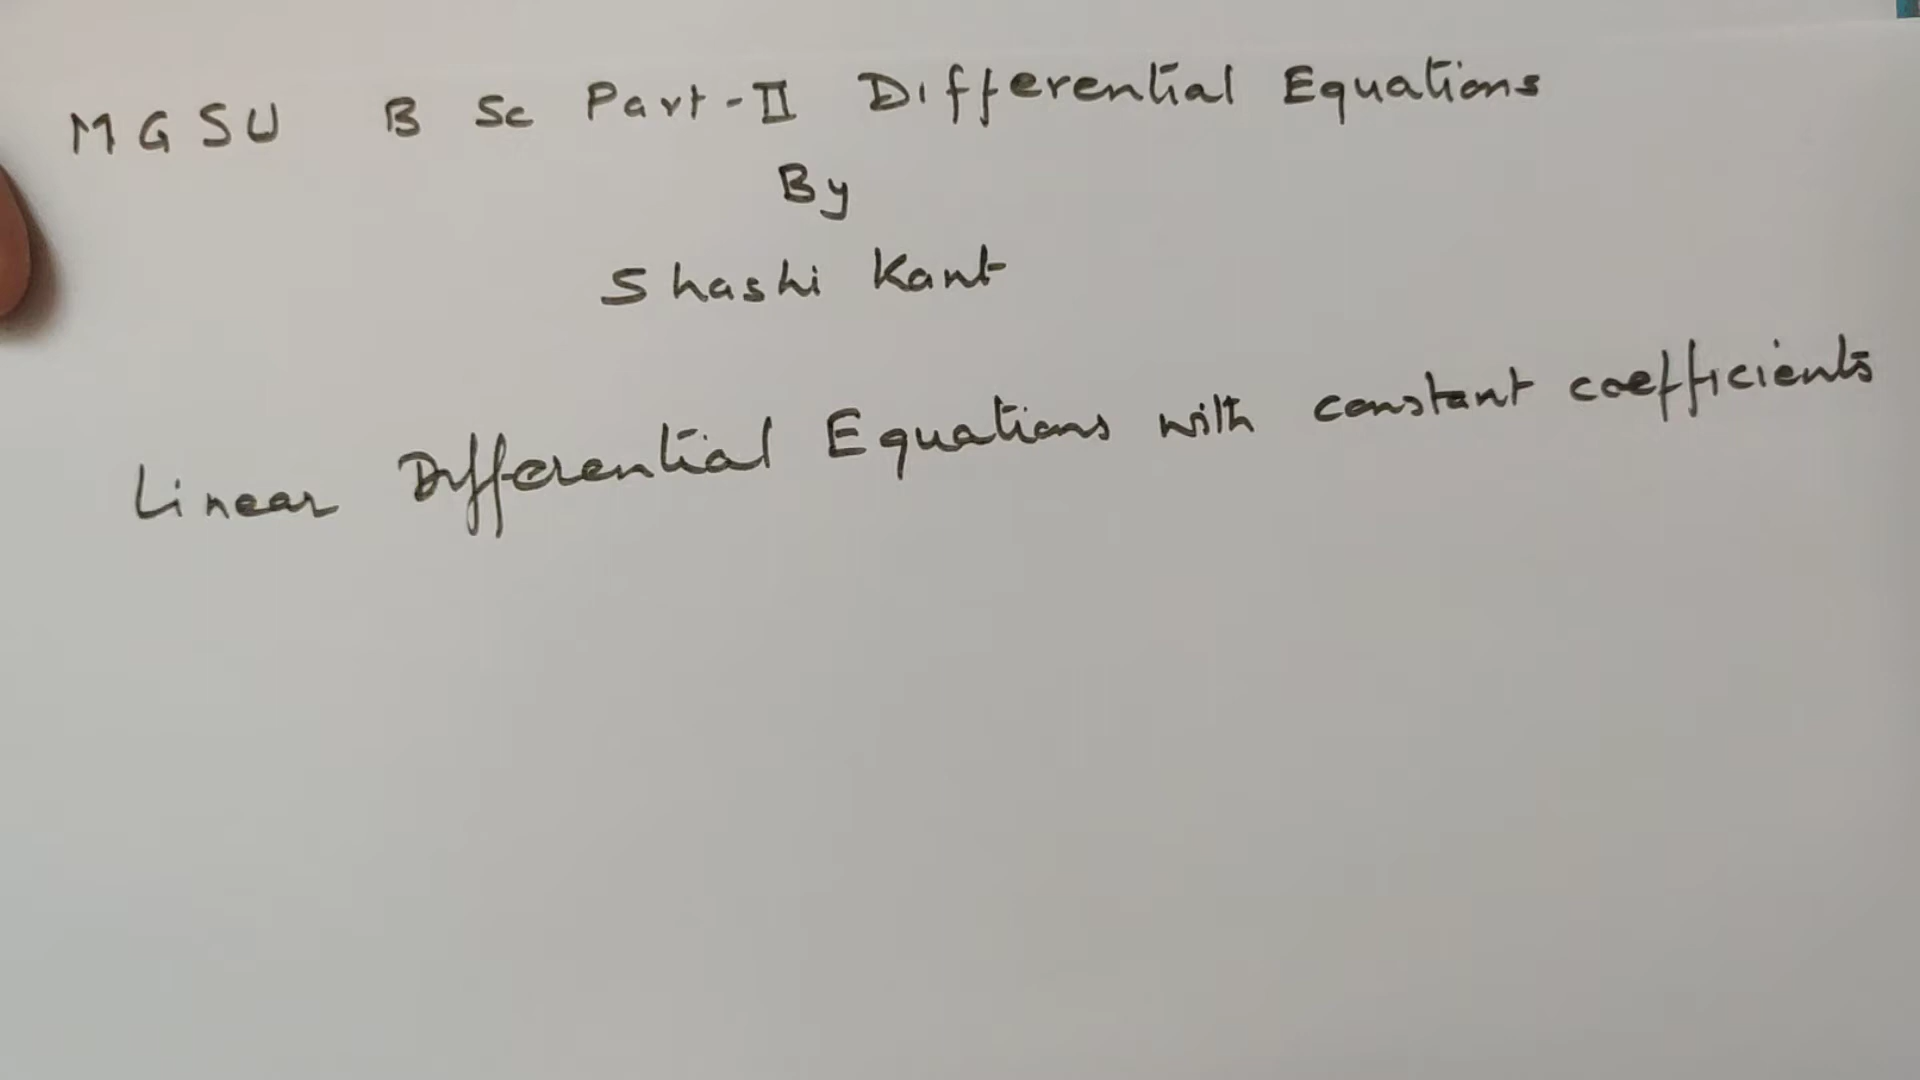 MGSU B Sc Part-II Differential Equations
By
Shashi Kant
Linear Differential Equations with constant coefficients